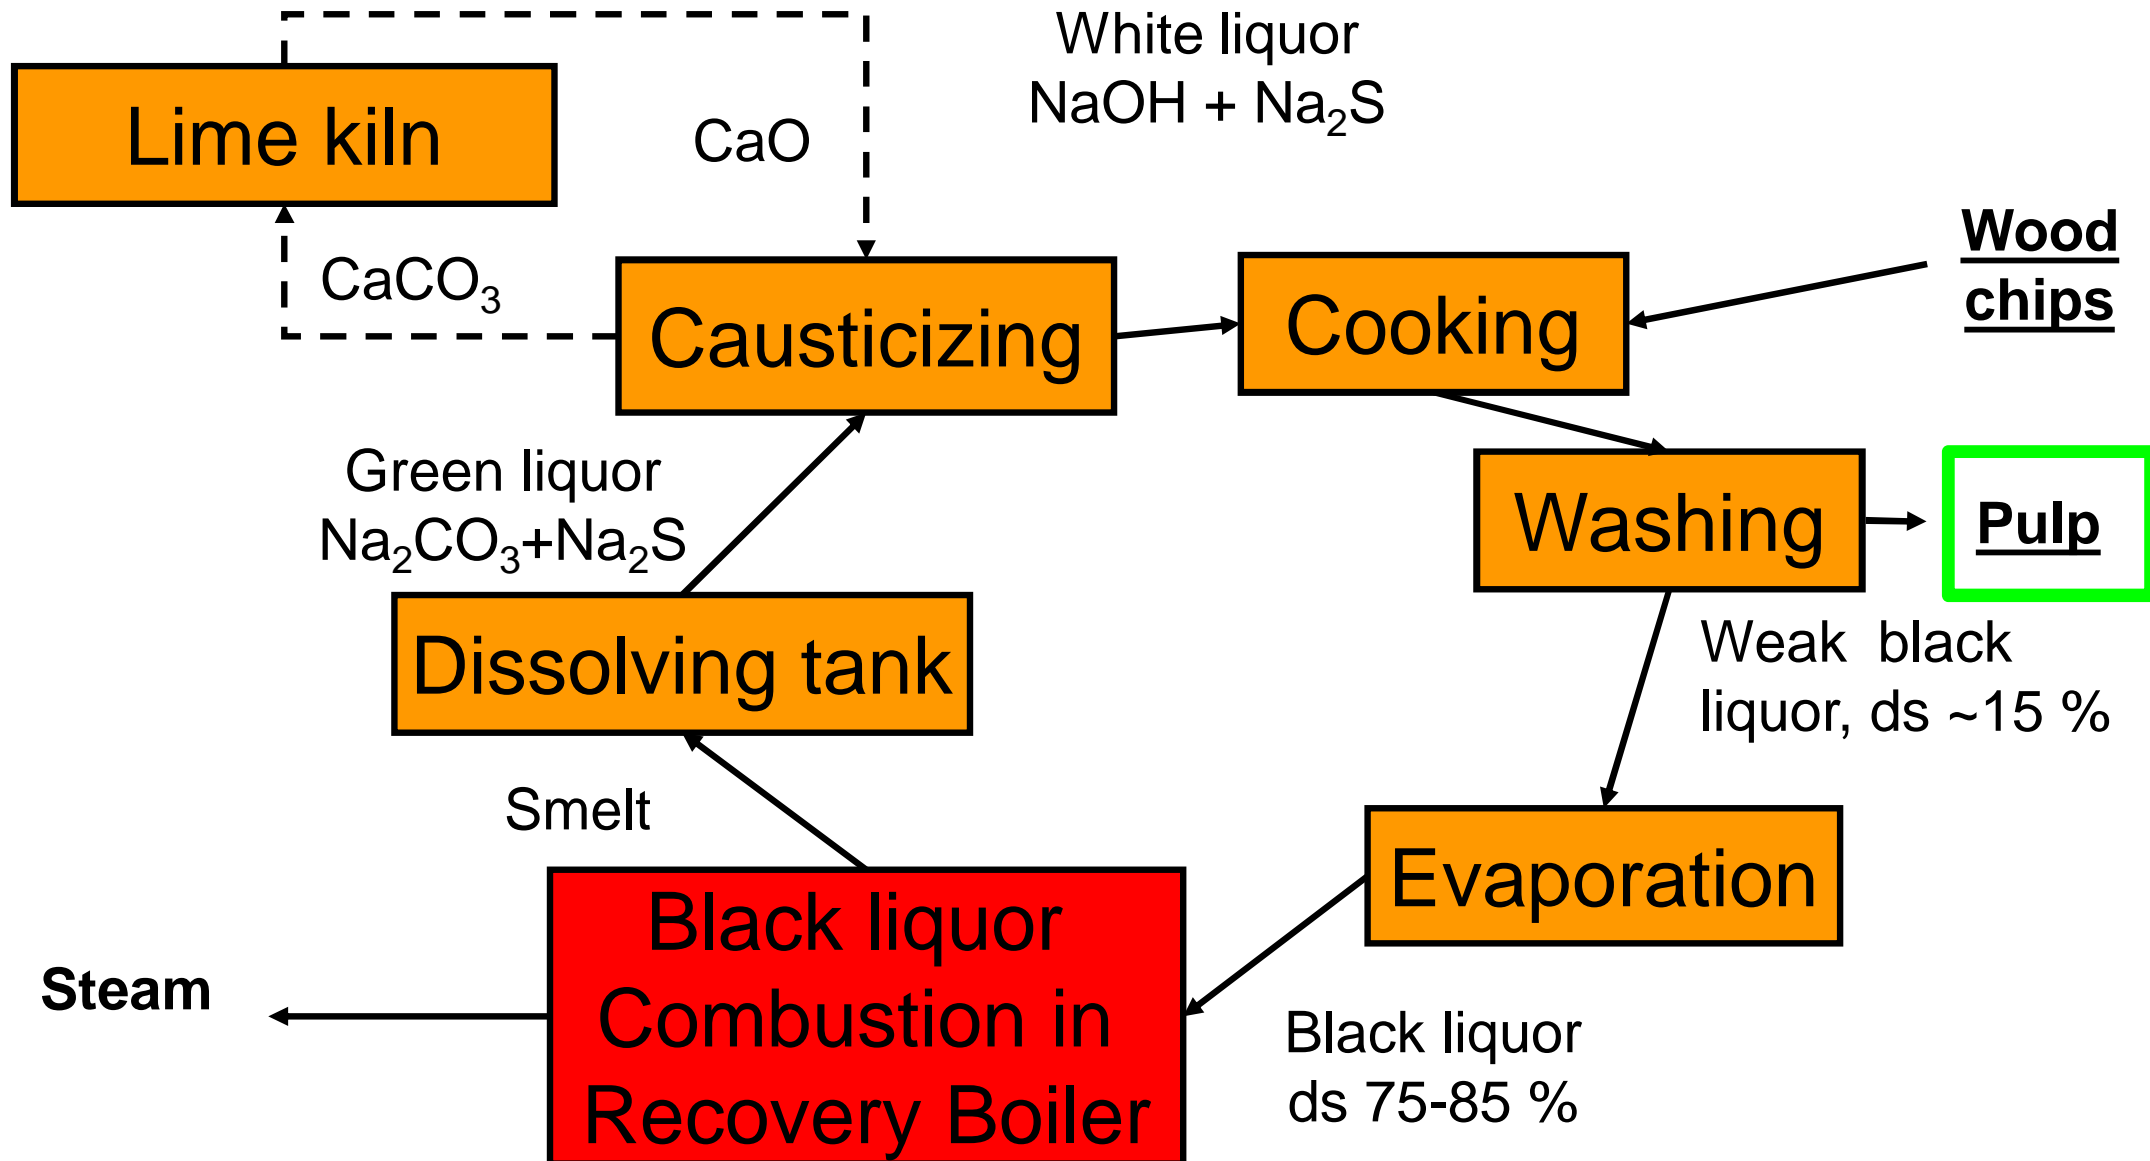 White liquor
NaOH + Na₂S
Lime kiln
CaO
Wood
chips
CaCO₃
Causticizing
Cooking
Green liquor
Na₂CO₃+Na₂S
Washing
Pulp
Dissolving tank
Weak black
liquor, ds ~15 %
Smelt
Evaporation
Black liquor
Combustion in
Recovery Boiler
Steam
Black liquor
ds 75-85 %